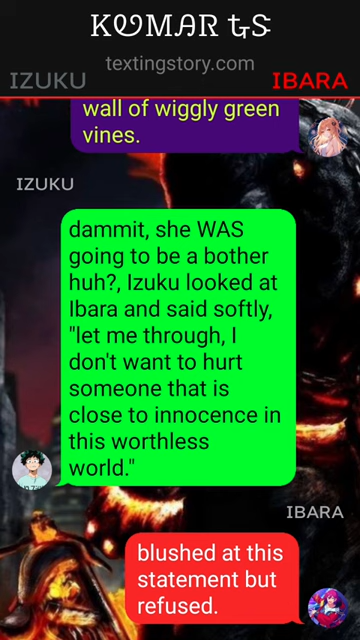 KUMAR TS
textingstory.com
IZUKU IBARA
wall of wiggly green
vines.
IZUKU
dammit, she WAS
going to be a bother
huh?, Izuku looked at
Ibara and said softly,
"let me through, I
don't want to hurt
someone that is
close to innocence in
this worthless
world."
IBARA
blushed at this
statement but
refused.